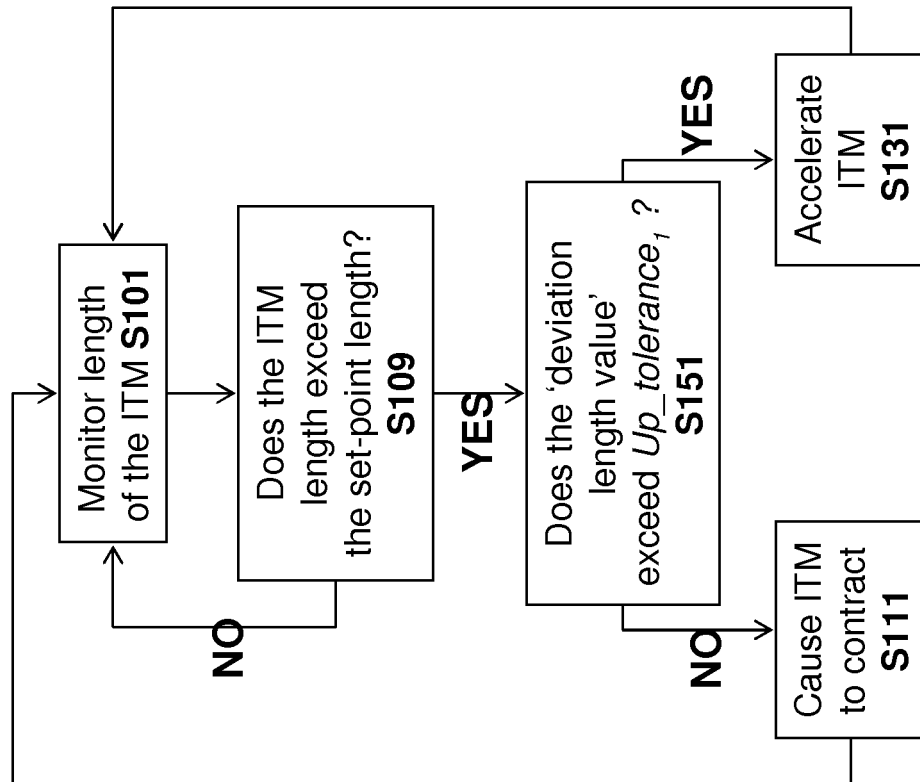 Monitor length
of the ITM S101
Does the ITM
length exceed
the set-point length?
S109
NO
YES
Does the ‘deviation
length value’
exceed Up_tolerance₁ ?
S151
YES
NO
Accelerate
ITM
S131
Cause ITM
to contract
S111